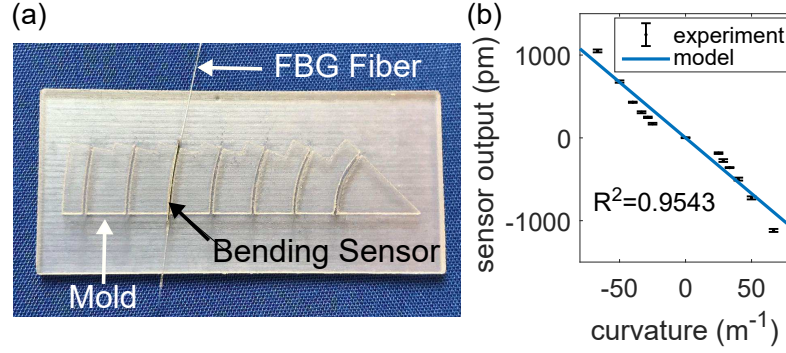 (a)
FBG Fiber
Bending Sensor
Mold
(b)
experiment
model
1000
0
-1000
sensor output (pm)
R²=0.9543
-50
0
50
curvature (m⁻¹)